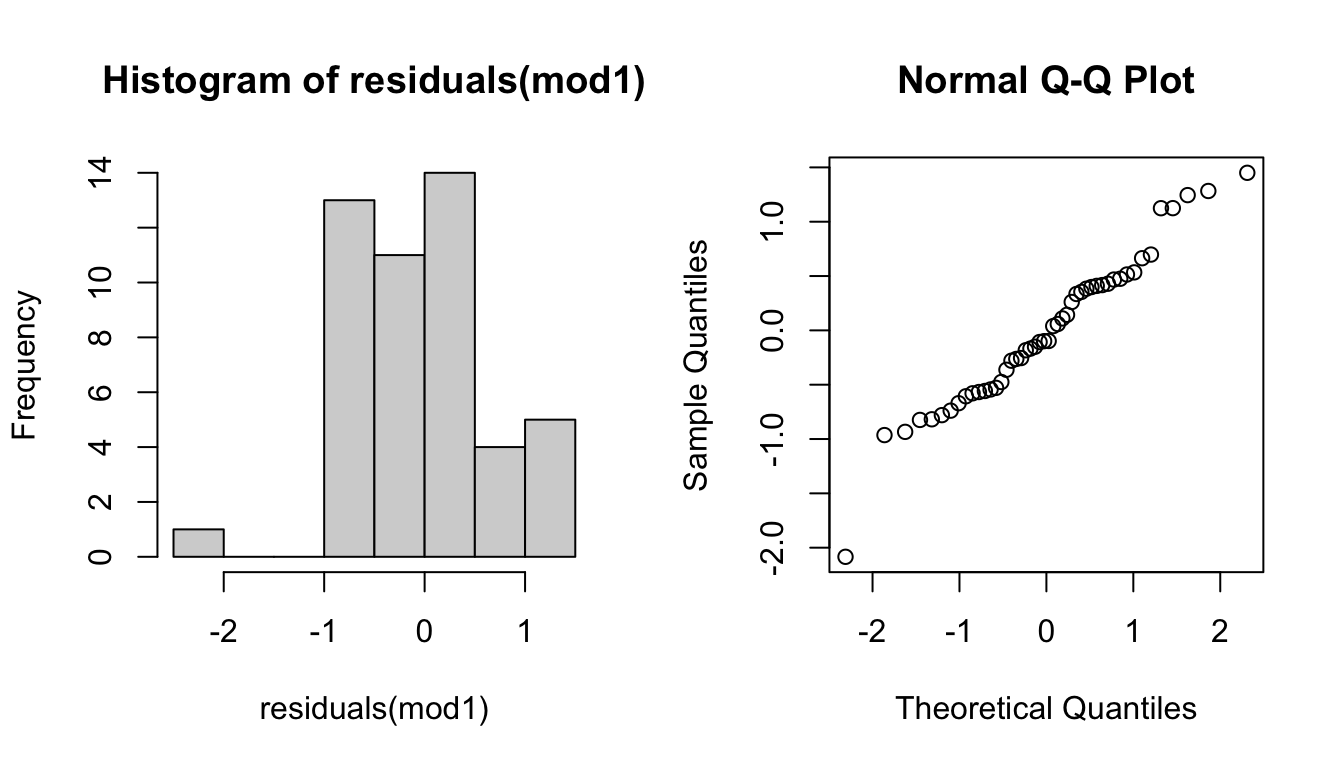 Histogram of residuals(mod1)
Frequency
14
10
8
6
4
2
0
-2 -1 0 1
residuals(mod1)
Normal Q-Q Plot
Sample Quantiles
1.0
0.0
-1.0
-2.0
-2 -1 0 1 2
Theoretical Quantiles